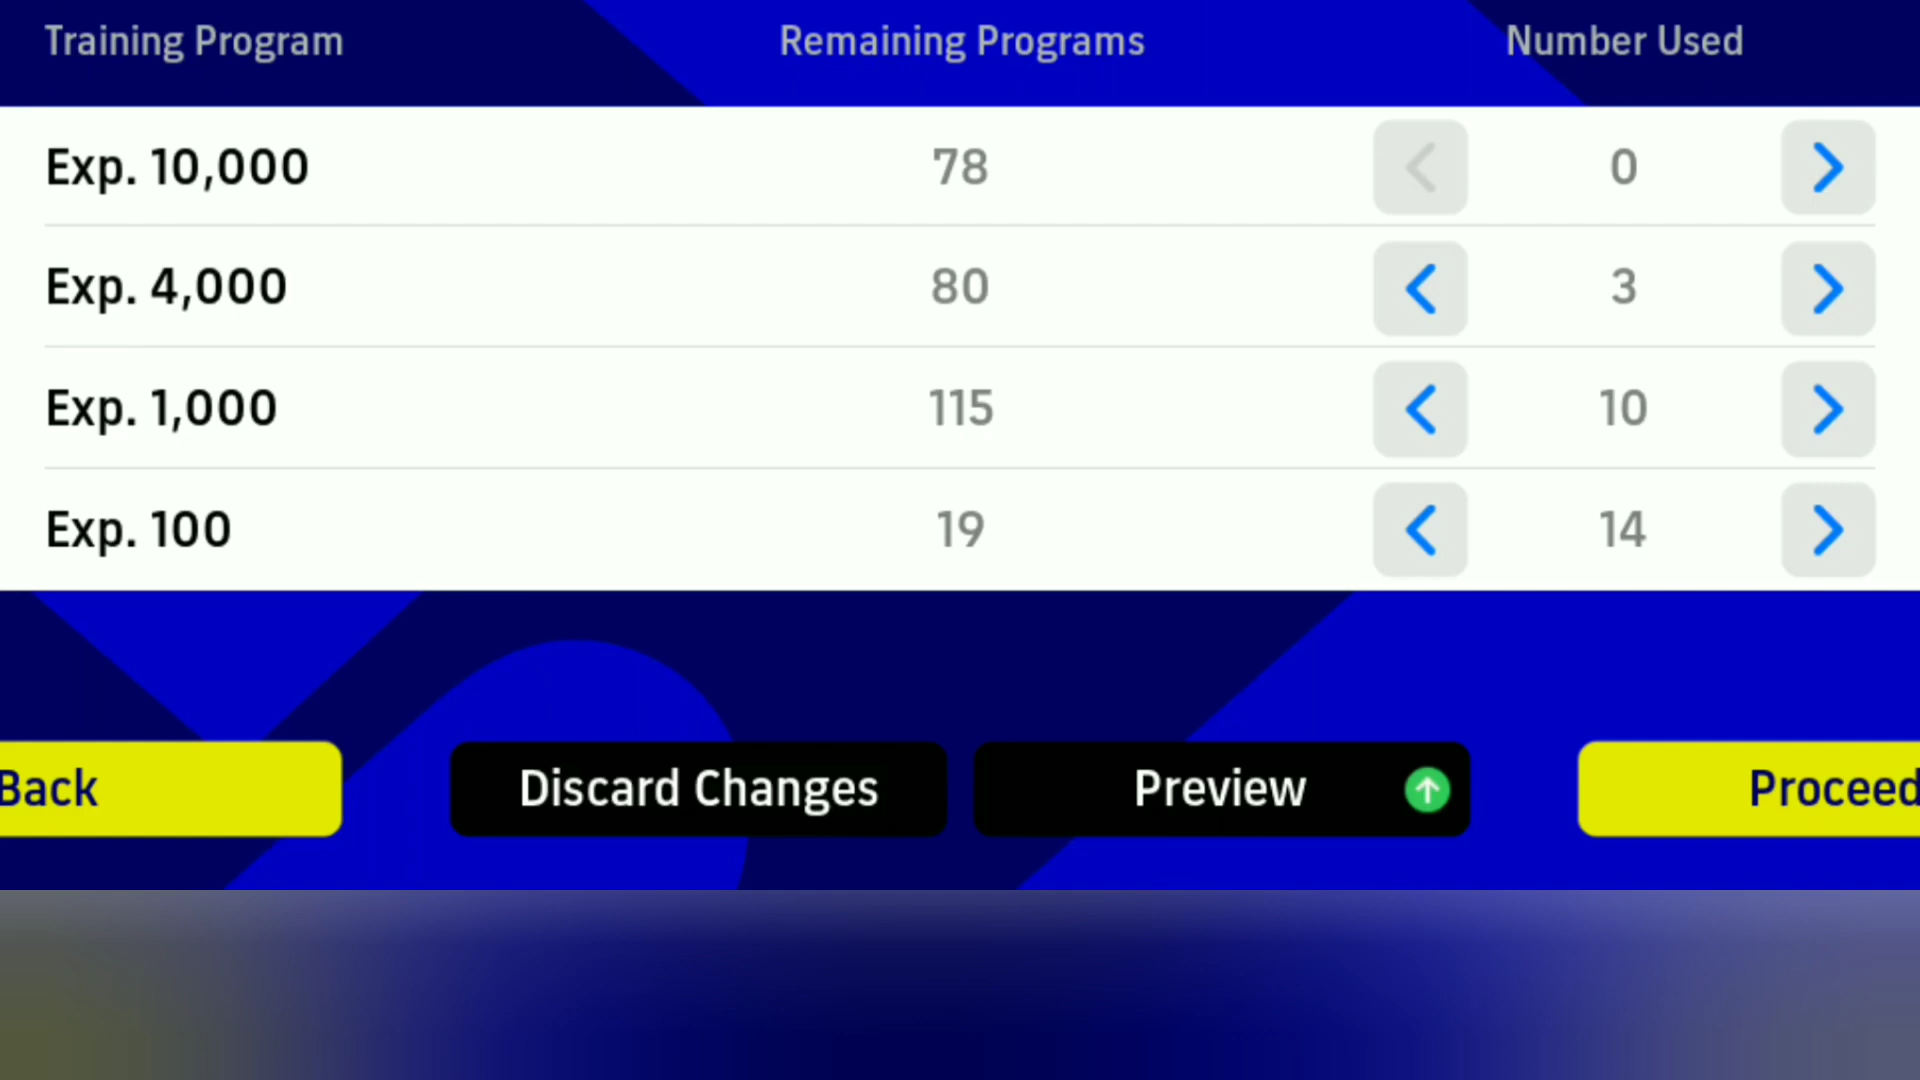 Training Program Remaining Programs Number Used
Exp. 10,000 78 0
Exp. 4,000 80 3
Exp. 1,000 115 10
Exp. 100 19 14
Back Discard Changes Preview Proceed